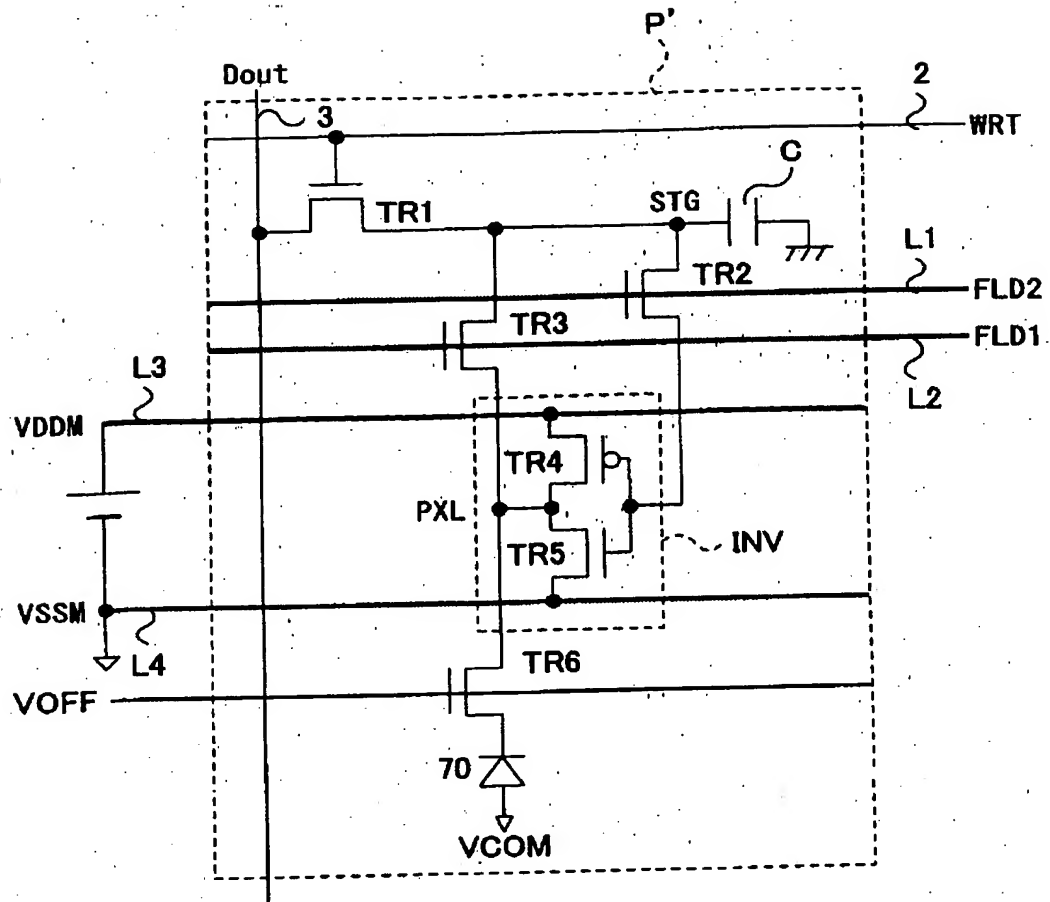 P'
Dout
2
3
WRT
C
TR1
STG
L1
TR2
FLD2
TR3
FLD1
L3
L2
VDDM
TR4
PXL
INV
TR5
VSSM
L4
TR6
VOFF
70
VCOM